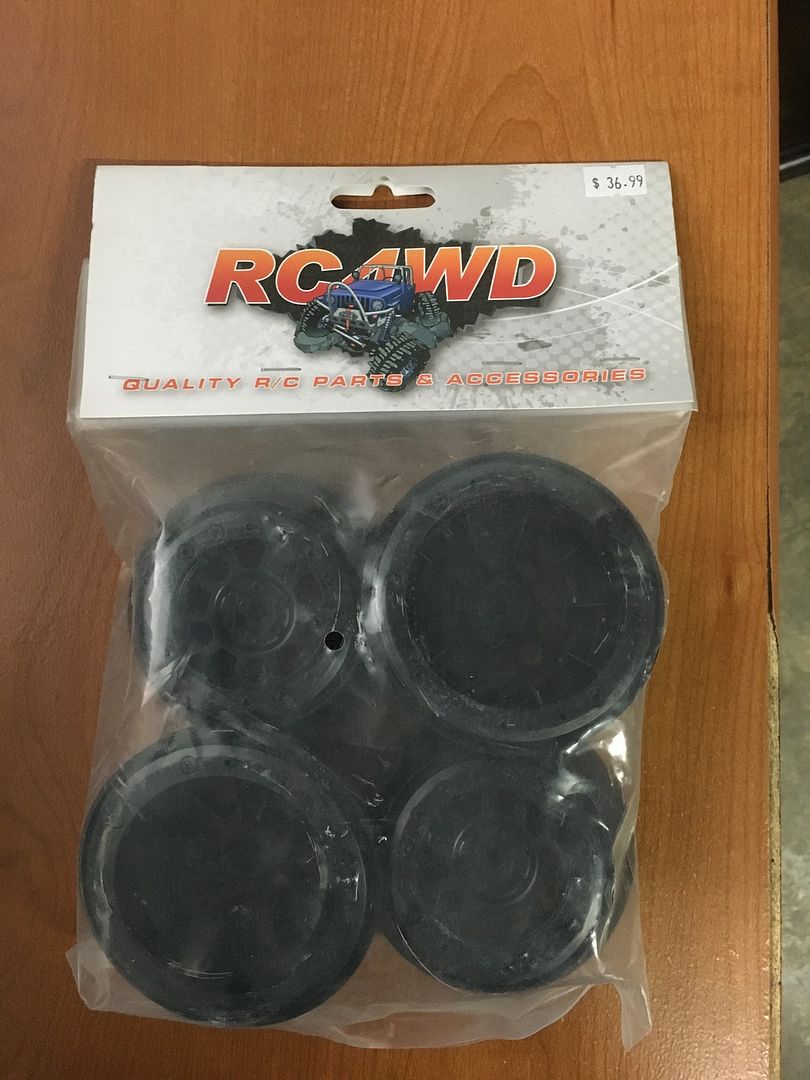 $ 36.99
RC4WD
QUALITY R/C PARTS & ACCESSORIES